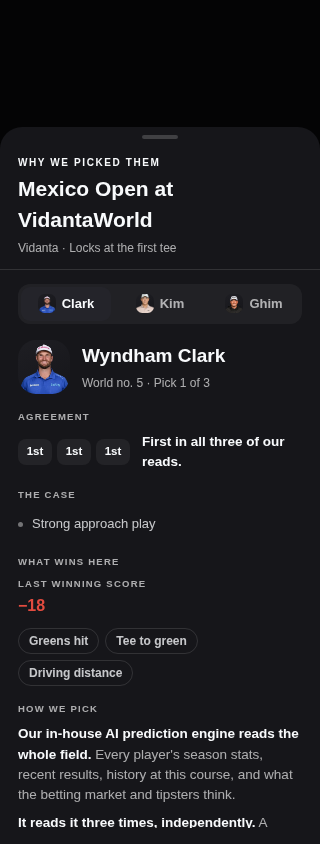 WHY WE PICKED THEM
Mexico Open at
VidantaWorld
Vidanta · Locks at the first tee
Clark
Kim
Ghim
Wyndham Clark
World no. 5 · Pick 1 of 3
AGREEMENT
1st 1st 1st
First in all three of our
reads.
THE CASE
Strong approach play
WHAT WINS HERE
LAST WINNING SCORE
−18
Greens hit
Tee to green
Driving distance
HOW WE PICK
Our in-house AI prediction engine reads the
whole field. Every player's season stats,
recent results, history at this course, and what
the betting market and tipsters think.
It reads it three times, independently. A